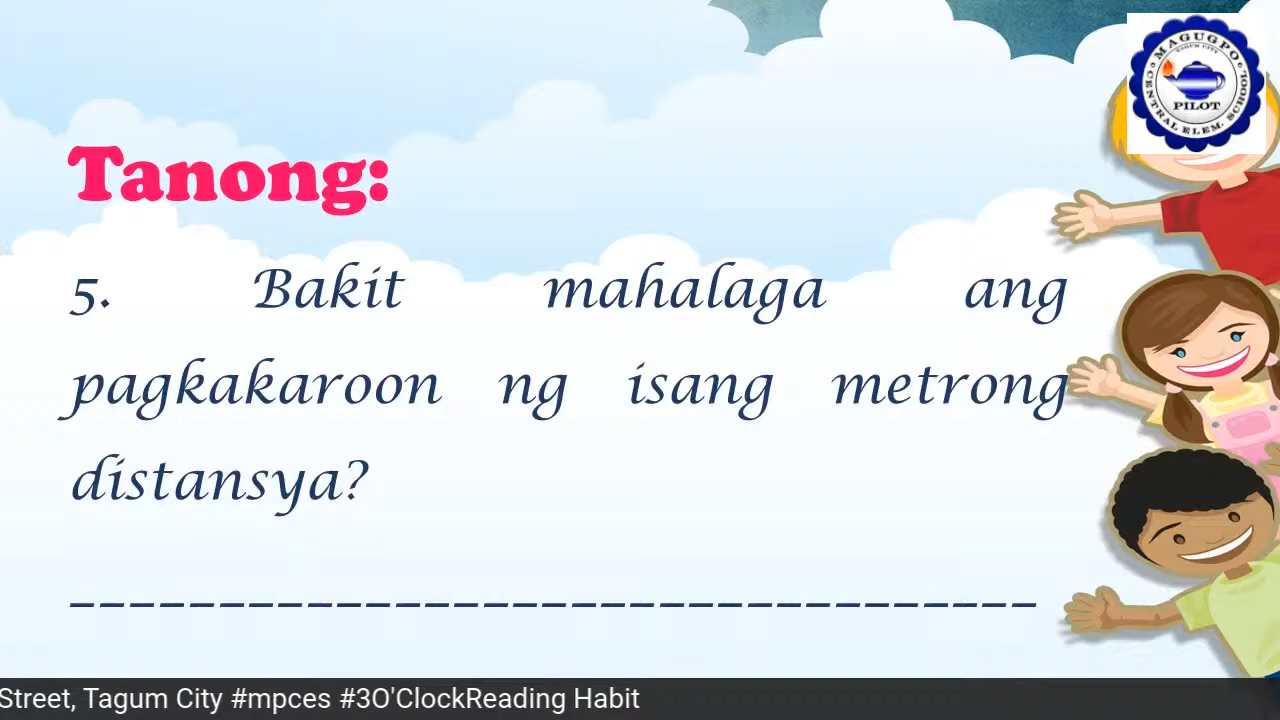 MAGUGPO
TAGUM CITY
PILOT
CENTRAL ELEM. SCHOOL
Tanong:
5. Bakit mahalaga ang
pagkakaroon ng isang metrong
distansya?
_________________________________
Street, Tagum City #mpces #3O'ClockReading Habit